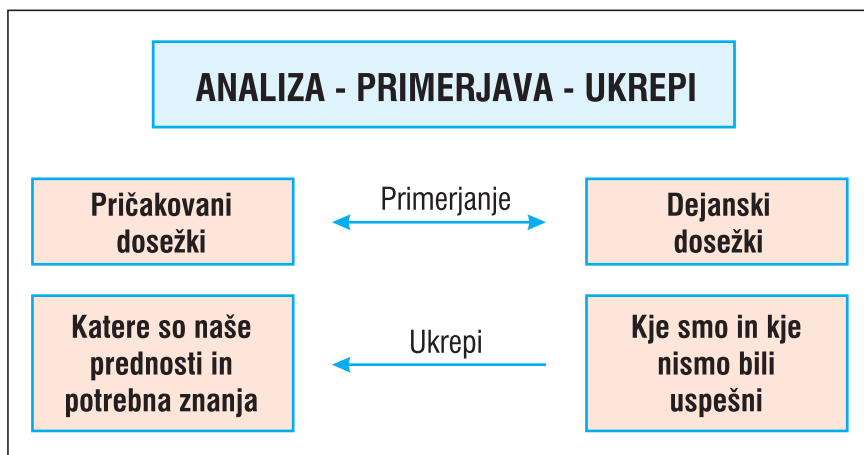 ANALIZA - PRIMERJAVA - UKREPI
Pričakovani
dosežki
Primerjanje
Dejanski
dosežki
Katere so naše
prednosti in
potrebna znanja
Ukrepi
Kje smo in kje
nismo bili
uspešni